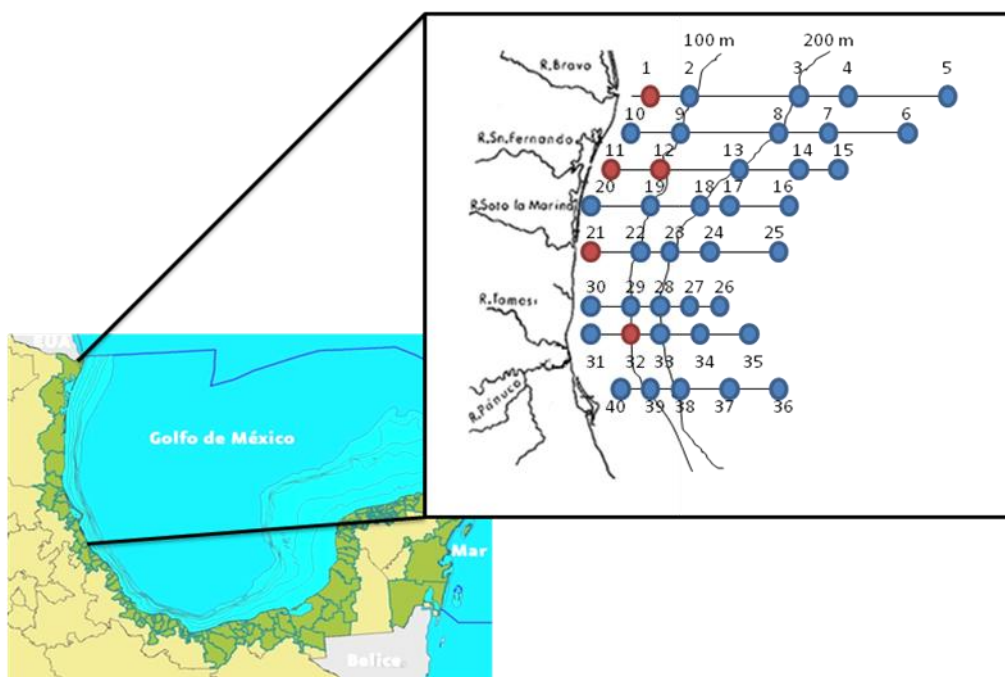 100 m
200 m
R.Bravo
1 2 3 4 5
10 9 8 7 6
R.Sn.Fernando
11 12 13 14 15
20 19 18 17 16
R.Soto la Marina
21 22 23 24 25
R.Tamesi
30 29 28 27 26
31 32 33 34 35
R.Pánuco
40 39 38 37 36
EUA
Golfo de México
Mar
Belice